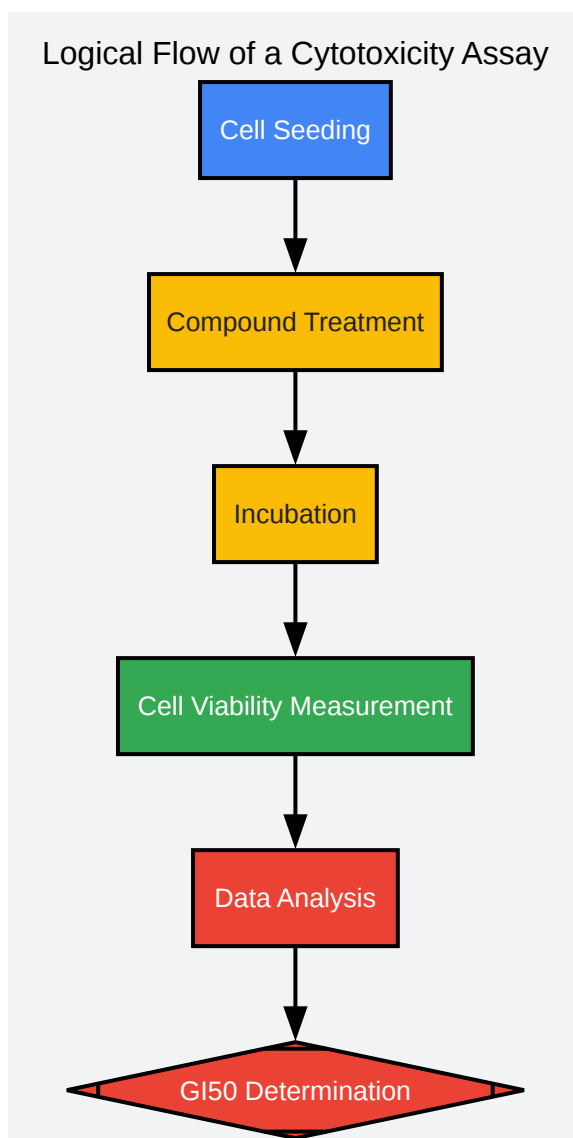 Logical Flow of a Cytotoxicity Assay
Cell Seeding
Compound Treatment
Incubation
Cell Viability Measurement
Data Analysis
GI50 Determination